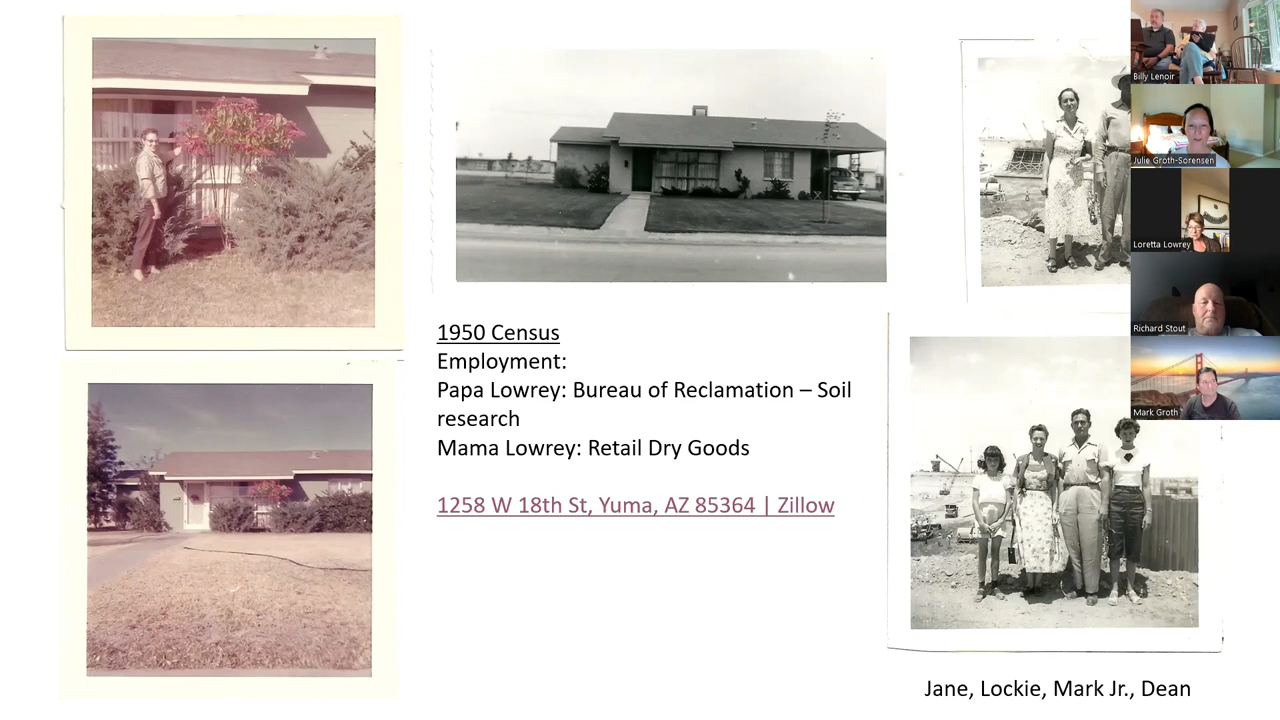 1950 Census
Employment:
Papa Lowrey: Bureau of Reclamation – Soil
research
Mama Lowrey: Retail Dry Goods
1258 W 18th St, Yuma, AZ 85364 | Zillow
Jane, Lockie, Mark Jr., Dean
Billy Lenoir
Julie Groth-Sorensen
Loretta Lowrey
Richard Stout
Mark Groth